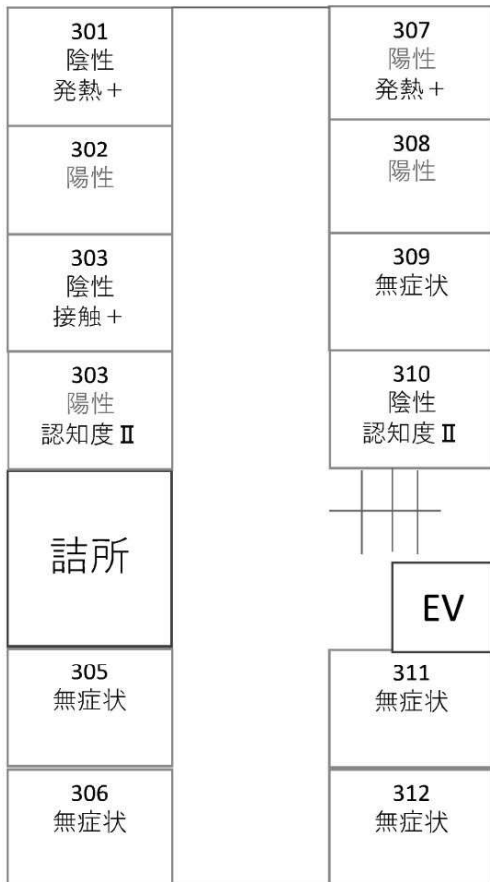 301
陰性
発熱＋
302
陽性
303
陰性
接触＋
303
陽性
認知度Ⅱ
詰所
305
無症状
306
無症状
307
陽性
発熱＋
308
陽性
309
無症状
310
陰性
認知度Ⅱ
EV
311
無症状
312
無症状